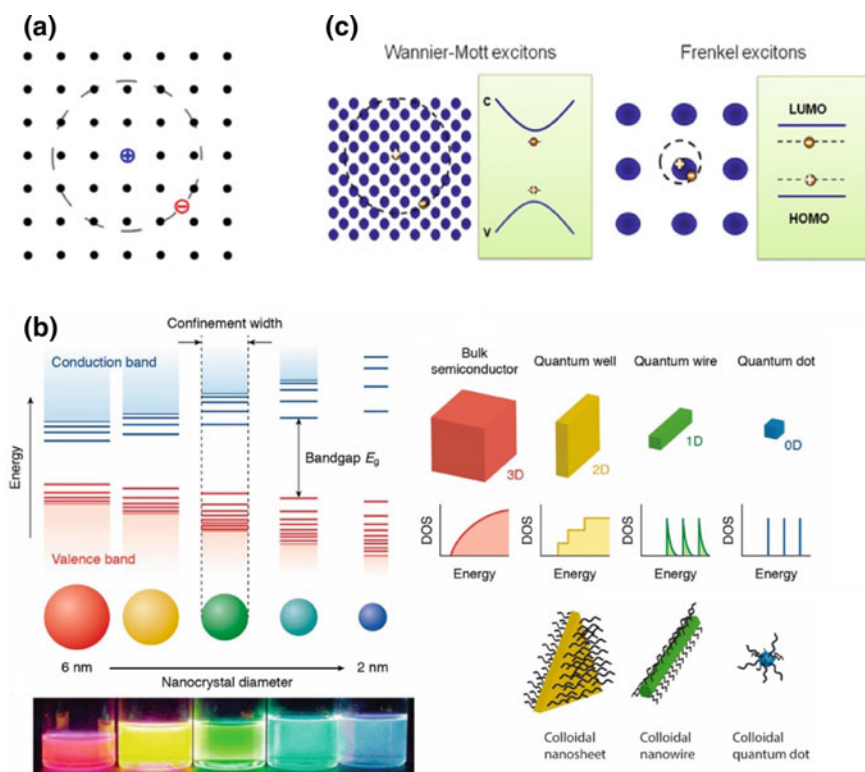 (a)
(c)
Wannier-Mott excitons
Frenkel excitons
C
V
LUMO
HOMO
(b)
Confinement width
Conduction band
Energy
Bandgap Eg
Valence band
6 nm
2 nm
Nanocrystal diameter
Bulk
semiconductor
Quantum well
Quantum wire
Quantum dot
3D
2D
1D
0D
DOS
Energy
DOS
Energy
DOS
Energy
DOS
Energy
Colloidal
nanosheet
Colloidal
nanowire
Colloidal
quantum dot